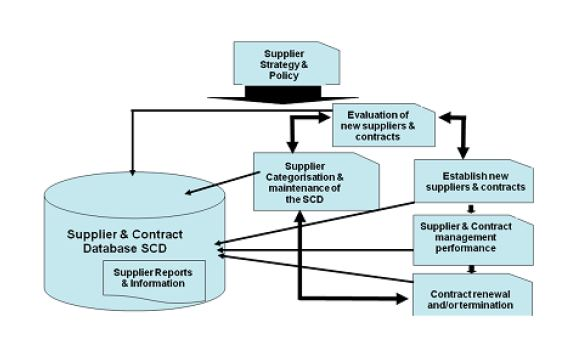 Supplier
Strategy &
Policy
Evaluation of
new suppliers &
contracts
Supplier
Categorisation &
maintenance of
the SCD
Establish new
suppliers & contracts
Supplier & Contract
management
performance
Contract renewal
and/or termination
Supplier & Contract
Database SCD
Supplier Reports
& Information